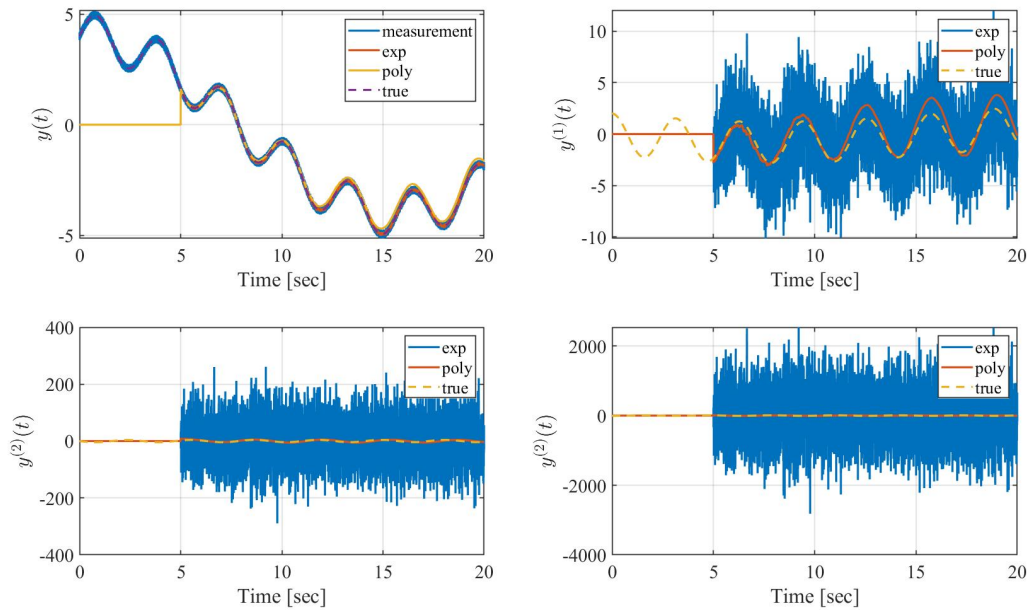 5
0
-5
y(t)
measurement
exp
poly
true
0 5 10 15 20
Time [sec]
10
5
0
-5
-10
y^{(1)}(t)
exp
poly
true
0 5 10 15 20
Time [sec]
400
200
0
-200
-400
y^{(2)}(t)
exp
poly
true
0 5 10 15 20
Time [sec]
2000
0
-2000
-4000
y^{(2)}(t)
exp
poly
true
0 5 10 15 20
Time [sec]